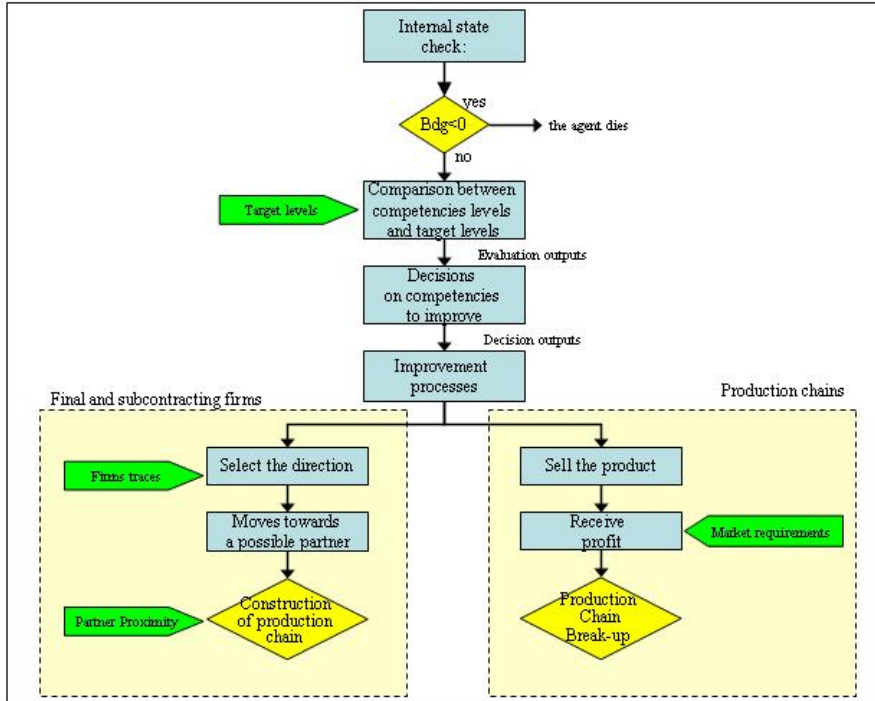 Internal state
check:
yes
Bdg<0
the agent dies
no
Comparison between
competencies levels
and target levels
Target levels
Evaluation outputs
Decisions
on competencies
to improve
Decision outputs
Improvement
processes
Final and subcontracting firms
Production chains
Select the direction
Firms traces
Moves towards
a possible partner
Construction
of production
chain
Partner Proximity
Sell the product
Receive
profit
Market requirements
Production
Chain
Break-up